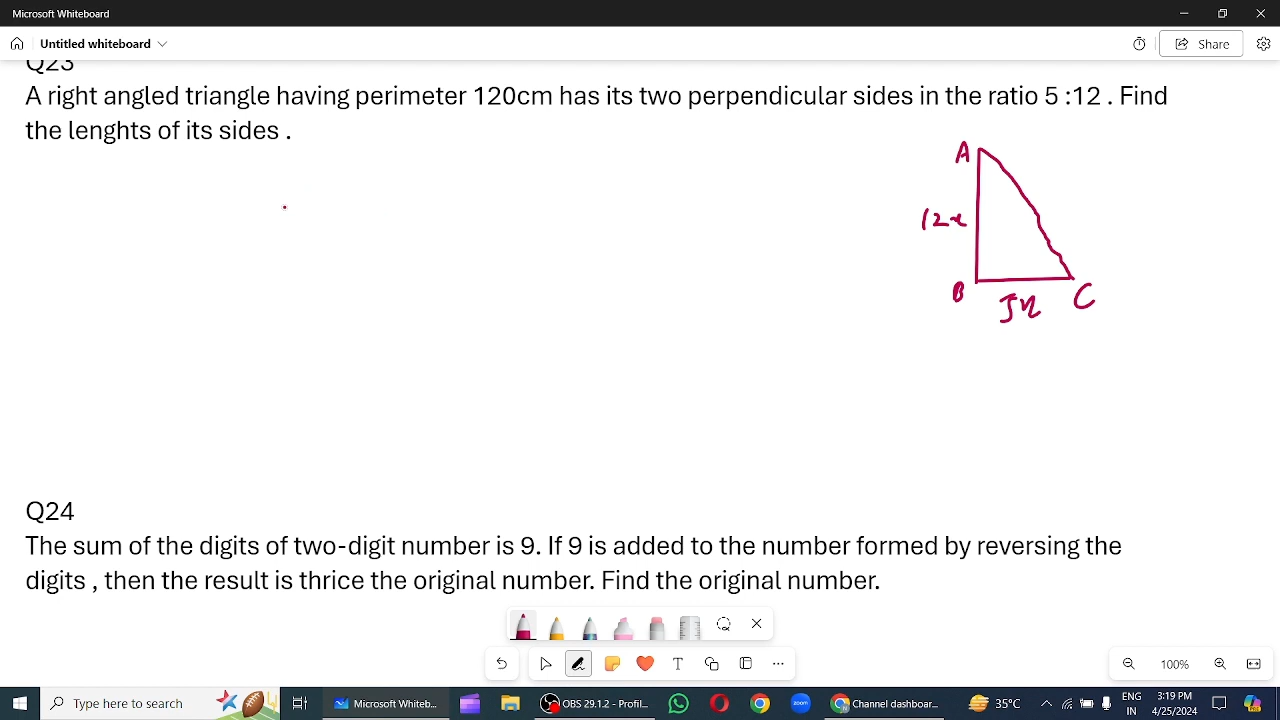 Microsoft Whiteboard
Untitled whiteboard
Share
Q23
A right angled triangle having perimeter 120cm has its two perpendicular sides in the ratio 5 :12 . Find
the lenghts of its sides .
A
12x
B
5x
C
Q24
The sum of the digits of two-digit number is 9. If 9 is added to the number formed by reversing the
digits , then the result is thrice the original number. Find the original number.
100%
Type here to search
Microsoft Whiteb...
OBS 29.1.2 - Profil...
zoom
Channel dashboar...
35°C
ENG
IN
3:19 PM
4/25/2024